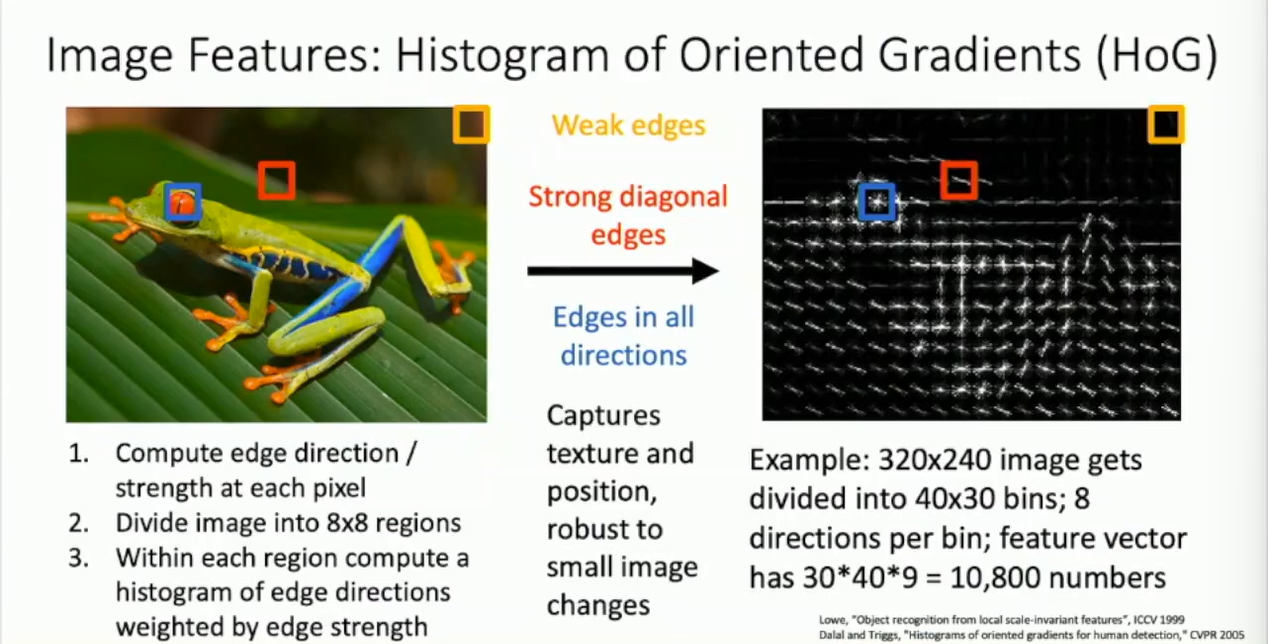 Image Features: Histogram of Oriented Gradients (HoG)
Weak edges
Strong diagonal
edges
Edges in all
directions
Captures
texture and
position,
robust to
small image
changes
1. Compute edge direction /
strength at each pixel
2. Divide image into 8x8 regions
3. Within each region compute a
histogram of edge directions
weighted by edge strength
Example: 320x240 image gets
divided into 40x30 bins; 8
directions per bin; feature vector
has 30*40*9 = 10,800 numbers
Lowe, "Object recognition from local scale-invariant features", ICCV 1999
Dalal and Triggs, "Histograms of oriented gradients for human detection," CVPR 2005